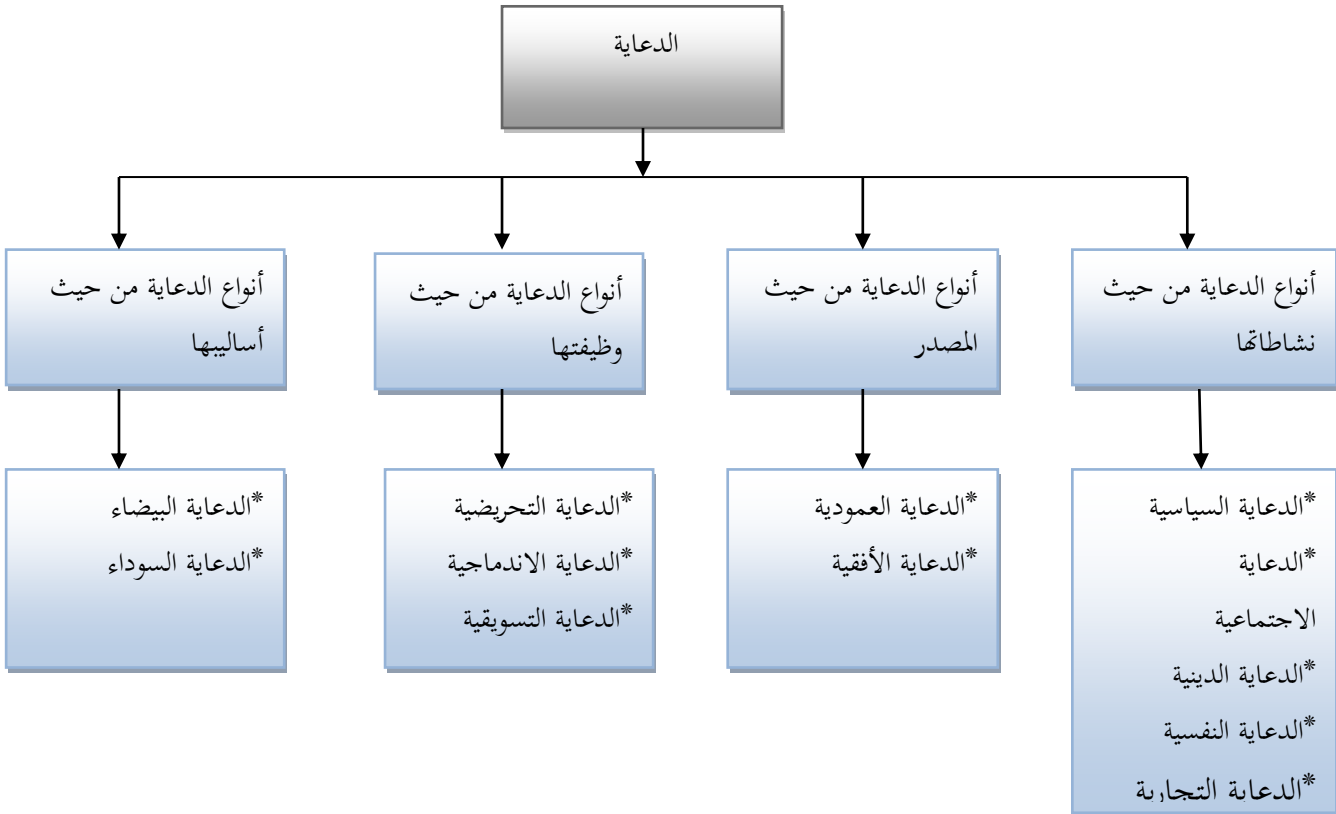 الدعاية
أنواع الدعاية من حيث
نشاطاتها
أنواع الدعاية من حيث
المصدر
أنواع الدعاية من حيث
وظيفتها
أنواع الدعاية من حيث
أساليبها
*الدعاية السياسية
*الدعاية
الاجتماعية
*الدعاية الدينية
*الدعاية النفسية
*الدعاية التجارية
*الدعاية العمودية
*الدعاية الأفقية
*الدعاية التحريضية
*الدعاية الاندماجية
*الدعاية التسويقية
*الدعاية البيضاء
*الدعاية السوداء